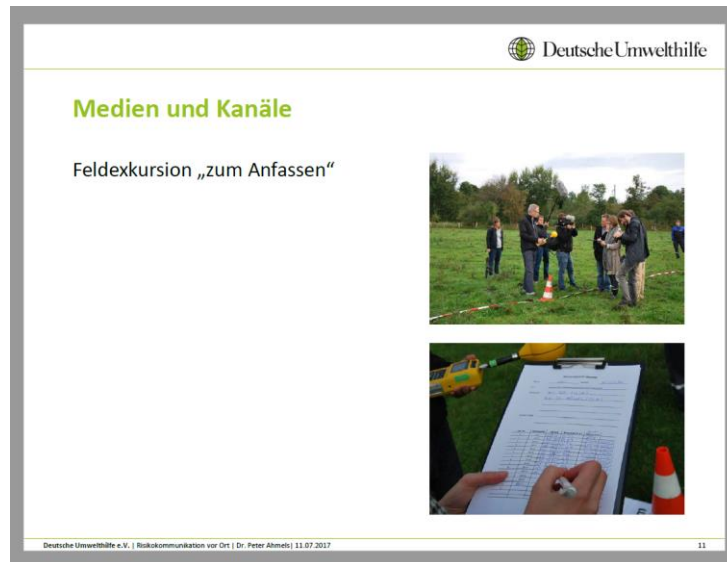 Deutsche Umwelthilfe
Medien und Kanäle
Feldexkursion „zum Anfassen“
Deutsche Umwelthilfe e.V. | Risikokommunikation vor Ort | Dr. Peter Ahmels| 11.07.2017
11